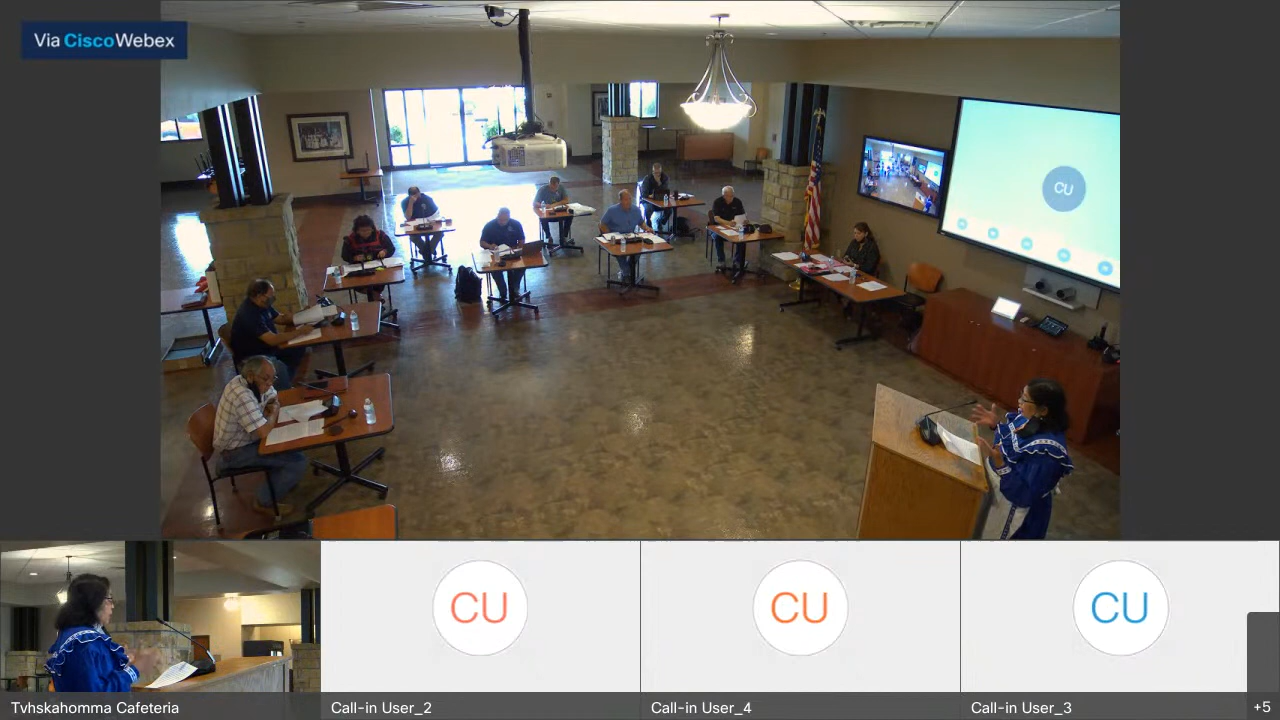 Via CiscoWebex
CU
CU
CU
CU
Tvhskahomma Cafeteria
Call-in User_2
Call-in User_4
Call-in User_3
+5